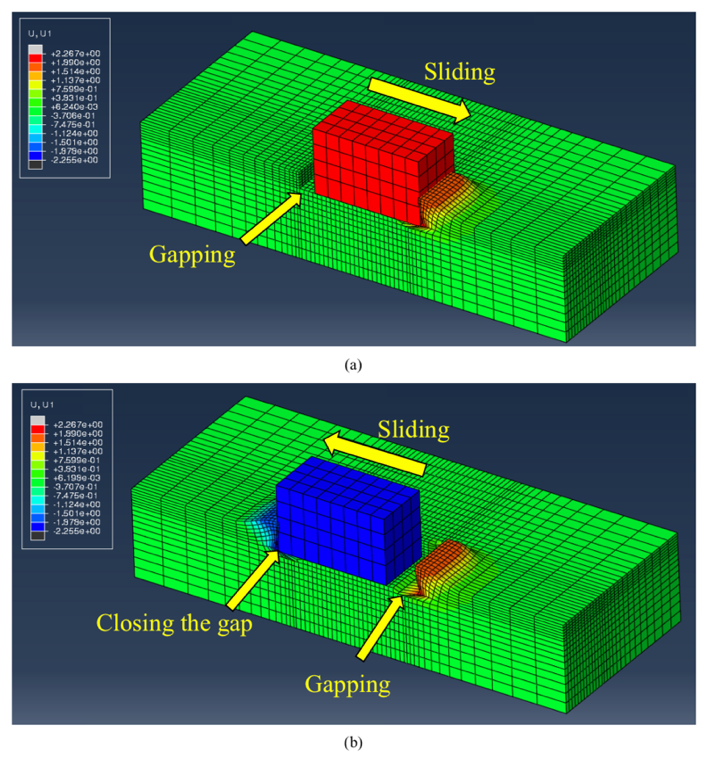 U, U1
+2.267e+00
+1.890e+00
+1.514e+00
+1.137e+00
+7.599e-01
+3.831e-01
+6.240e-03
-3.706e-01
-7.475e-01
-1.124e+00
-1.501e+00
-1.878e+00
-2.255e+00
Sliding
Gapping
(a)
U, U1
+2.267e+00
+1.890e+00
+1.514e+00
+1.137e+00
+7.599e-01
+3.831e-01
+6.198e-03
-3.707e-01
-7.475e-01
-1.124e+00
-1.501e+00
-1.878e+00
-2.255e+00
Sliding
Closing the gap
Gapping
(b)